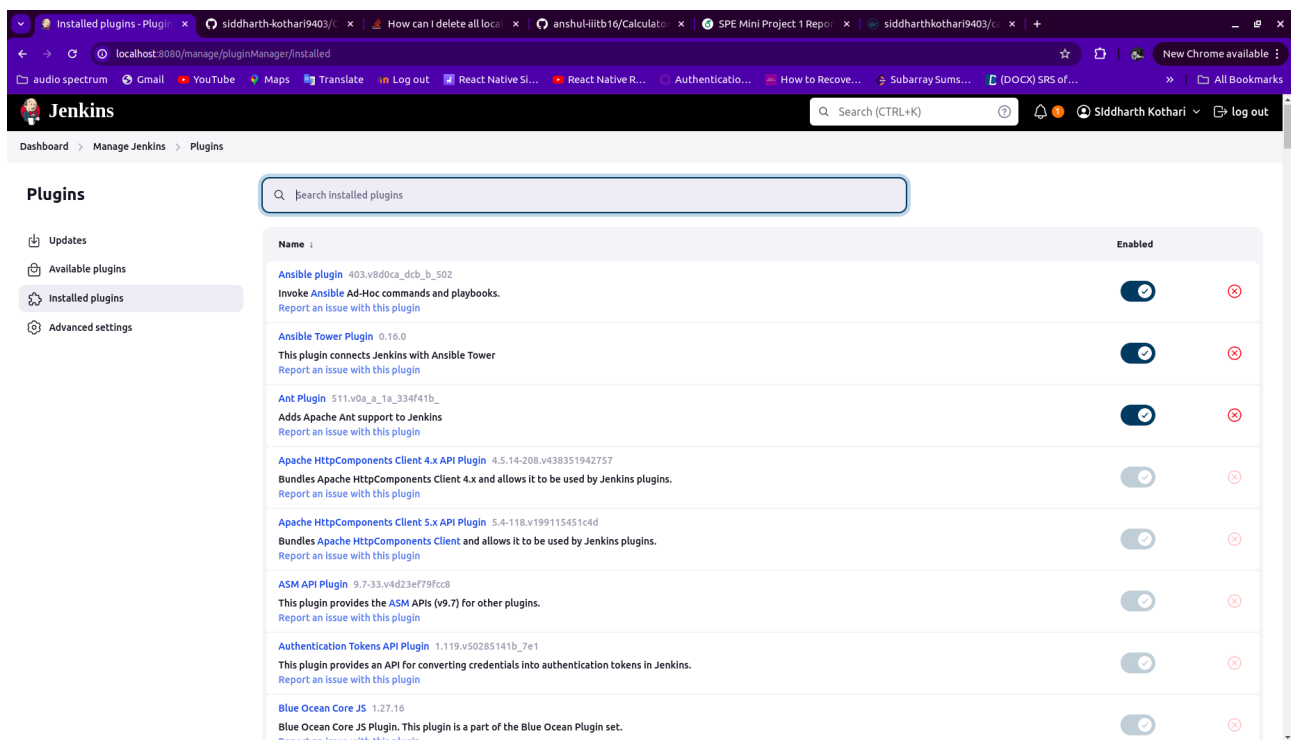 Installed plugins - Plugin
siddharth-kothari9403/C
How can I delete all local
anshul-iiitb16/Calculator
SPE Mini Project 1 Repor
siddharthkothari9403/ca
localhost:8080/manage/pluginManager/installed
New Chrome available
audio spectrum
Gmail
YouTube
Maps
Translate
Log out
React Native Si...
React Native R...
Authenticatio...
How to Recove...
Subarray Sums...
(DOCX) SRS of...
»
All Bookmarks
Jenkins
Search (CTRL+K)
1
SIddharth Kothari
log out
Dashboard > Manage Jenkins > Plugins
Plugins
Search installed plugins
Updates
Available plugins
Installed plugins
Advanced settings
Name ↓
Enabled
Ansible plugin 403.v8d0ca_dcb_b_502
Invoke Ansible Ad-Hoc commands and playbooks.
Report an issue with this plugin
Ansible Tower Plugin 0.16.0
This plugin connects Jenkins with Ansible Tower
Report an issue with this plugin
Ant Plugin 511.v0a_a_1a_334f41b_
Adds Apache Ant support to Jenkins
Report an issue with this plugin
Apache HttpComponents Client 4.x API Plugin 4.5.14-208.v438351942757
Bundles Apache HttpComponents Client 4.x and allows it to be used by Jenkins plugins.
Report an issue with this plugin
Apache HttpComponents Client 5.x API Plugin 5.4-118.v199115451c4d
Bundles Apache HttpComponents Client and allows it to be used by Jenkins plugins.
Report an issue with this plugin
ASM API Plugin 9.7-33.v4d23ef79fcc8
This plugin provides the ASM APIs (v9.7) for other plugins.
Report an issue with this plugin
Authentication Tokens API Plugin 1.119.v50285141b_7e1
This plugin provides an API for converting credentials into authentication tokens in Jenkins.
Report an issue with this plugin
Blue Ocean Core JS 1.27.16
Blue Ocean Core JS Plugin. This plugin is a part of the Blue Ocean Plugin set.
Report an issue with this plugin